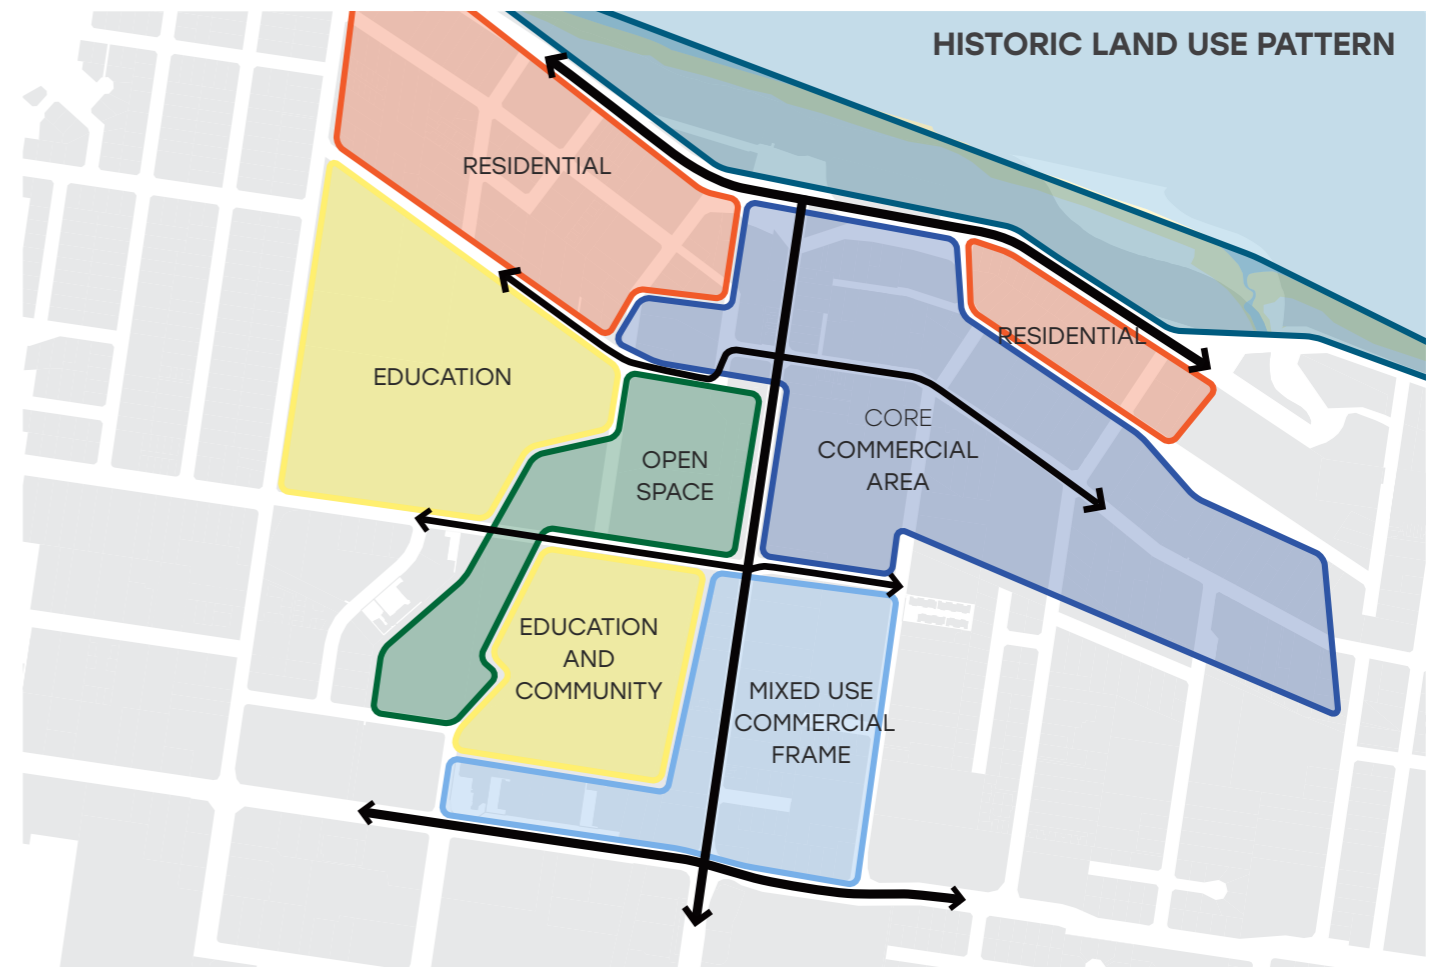 HISTORIC LAND USE PATTERN
RESIDENTIAL
RESIDENTIAL
EDUCATION
CORE
COMMERCIAL
AREA
OPEN
SPACE
EDUCATION
AND
COMMUNITY
MIXED USE
COMMERCIAL
FRAME